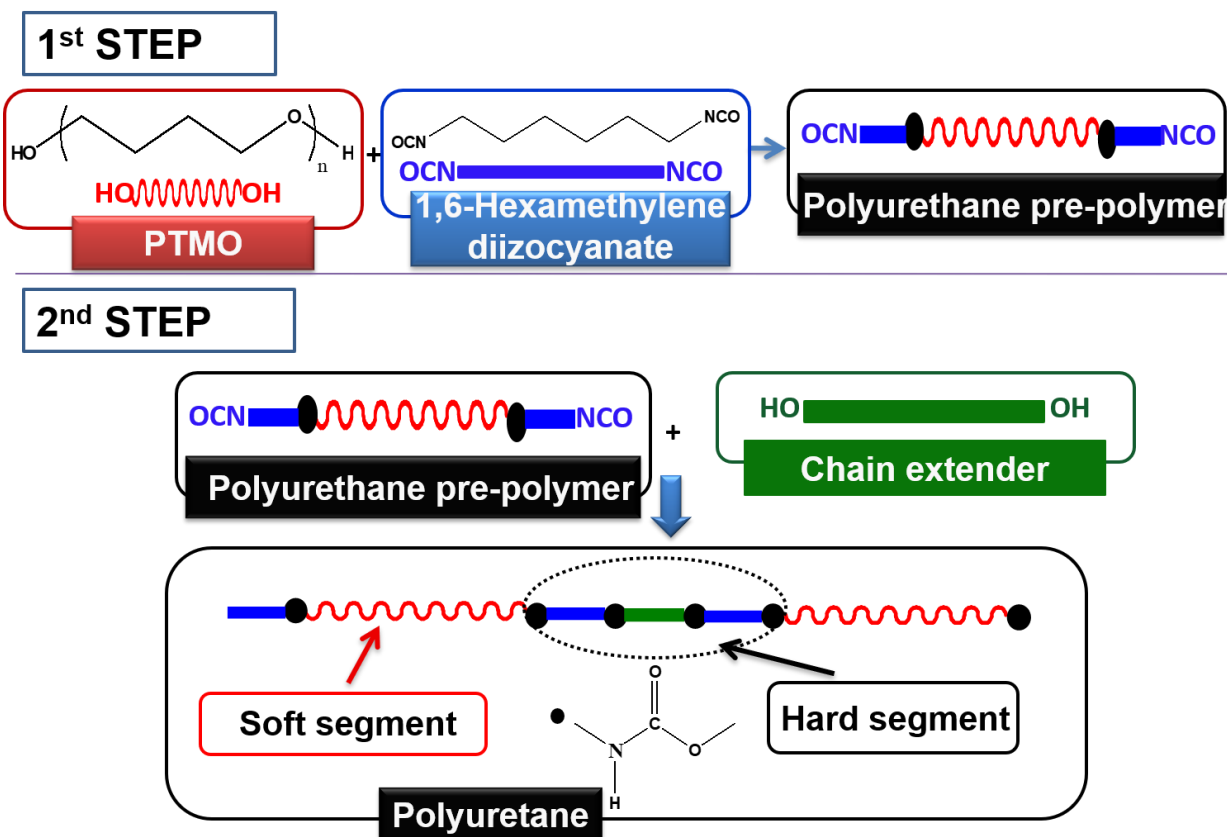 1st STEP
HO
O
H
n
HO OH
PTMO
+
OCN
NCO
OCN NCO
1,6-Hexamethylene
diizocyanate
OCN NCO
Polyurethane pre-polymer
2nd STEP
OCN NCO
Polyurethane pre-polymer
+
HO OH
Chain extender
Soft segment
O
C
N
O
H
Hard segment
Polyuretane